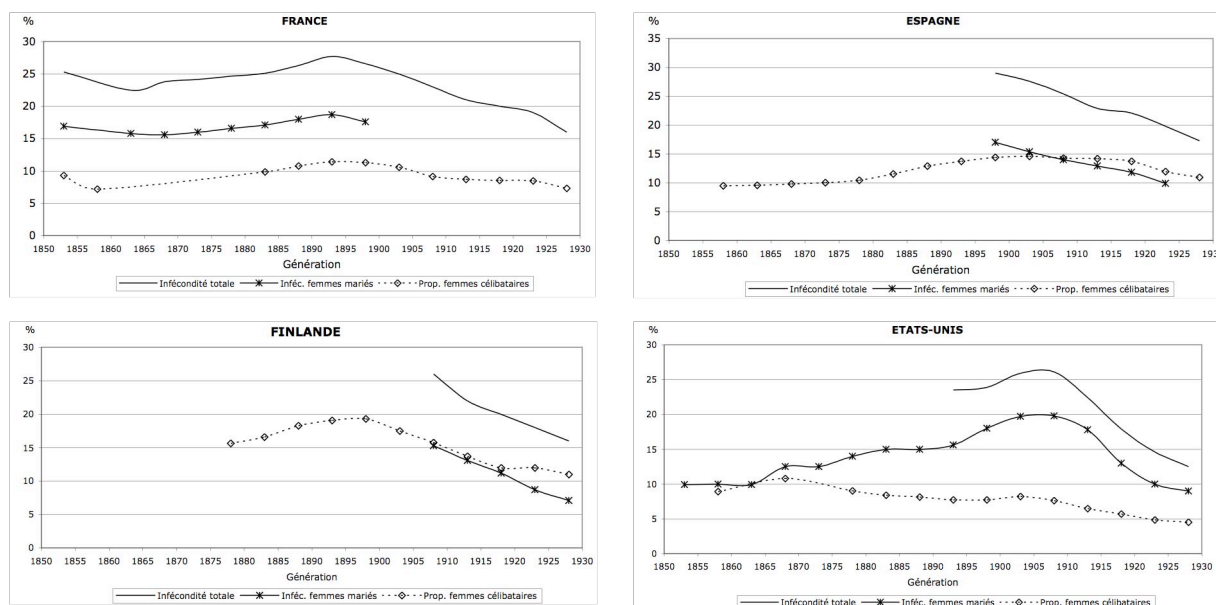 FRANCE
%
30
25
20
15
10
5
0
1850 1855 1860 1865 1870 1875 1880 1885 1890 1895 1900 1905 1910 1915 1920 1925 1930
Génération
Infécondité totale Inféc. femmes mariés Prop. femmes célibataires
ESPAGNE
%
35
30
25
20
15
10
5
0
1850 1855 1860 1865 1870 1875 1880 1885 1890 1895 1900 1905 1910 1915 1920 1925 193
Génération
Infécondité totale Inféc. femmes mariés Prop. femmes célibataires
FINLANDE
%
30
25
20
15
10
5
0
1850 1855 1860 1865 1870 1875 1880 1885 1890 1895 1900 1905 1910 1915 1920 1925 1930
Génération
Infécondité totale Inféc. femmes mariés Prop. femmes célibataires
ETATS-UNIS
%
30
25
20
15
10
5
0
1850 1855 1860 1865 1870 1875 1880 1885 1890 1895 1900 1905 1910 1915 1920 1925 1930
Génération
Infécondité totale Inféc. femmes mariés Prop. femmes célibataires